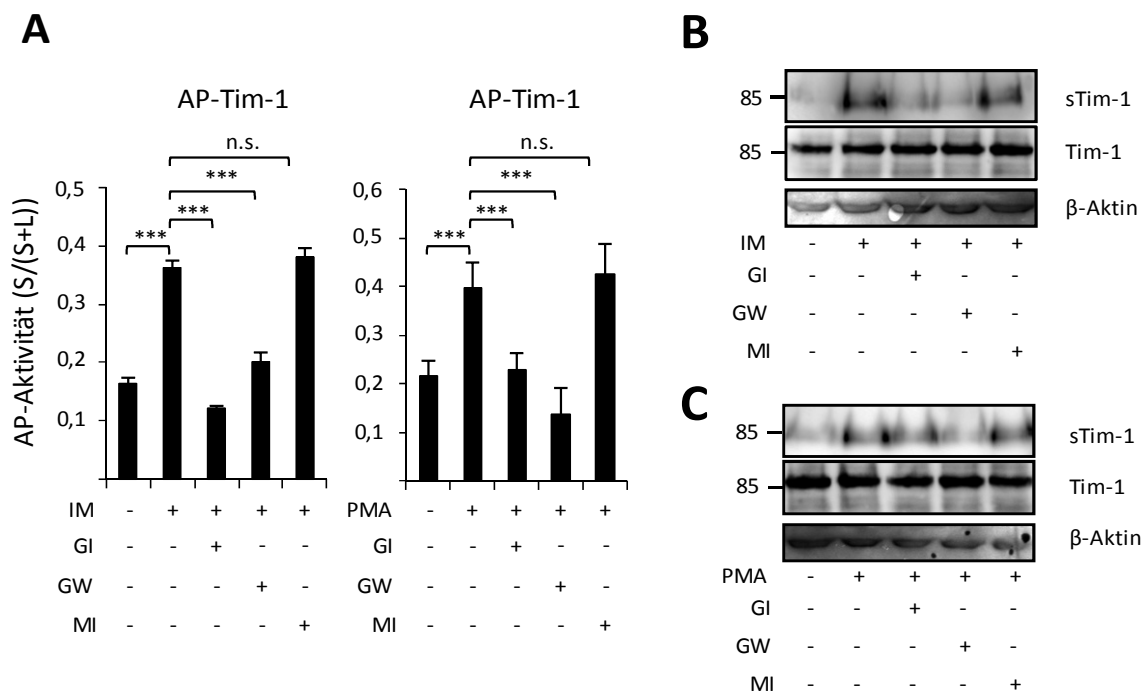 A
AP-Tim-1
AP-Aktivität (S/(S+L))
0,5
0,4
0,3
0,2
0,1
n.s.
***
***
***
IM - + + + +
GI - - + - -
GW - - - + -
MI - - - - +
AP-Tim-1
0,6
0,5
0,4
0,3
0,2
0,1
n.s.
***
***
***
PMA - + + + +
GI - - + - -
GW - - - + -
MI - - - - +
B
85 sTim-1
85 Tim-1
β-Aktin
IM - + + + +
GI - - + - -
GW - - - + -
MI - - - - +
C
85 sTim-1
85 Tim-1
β-Aktin
PMA - + + + +
GI - - + - -
GW - - - + -
MI - - - - +